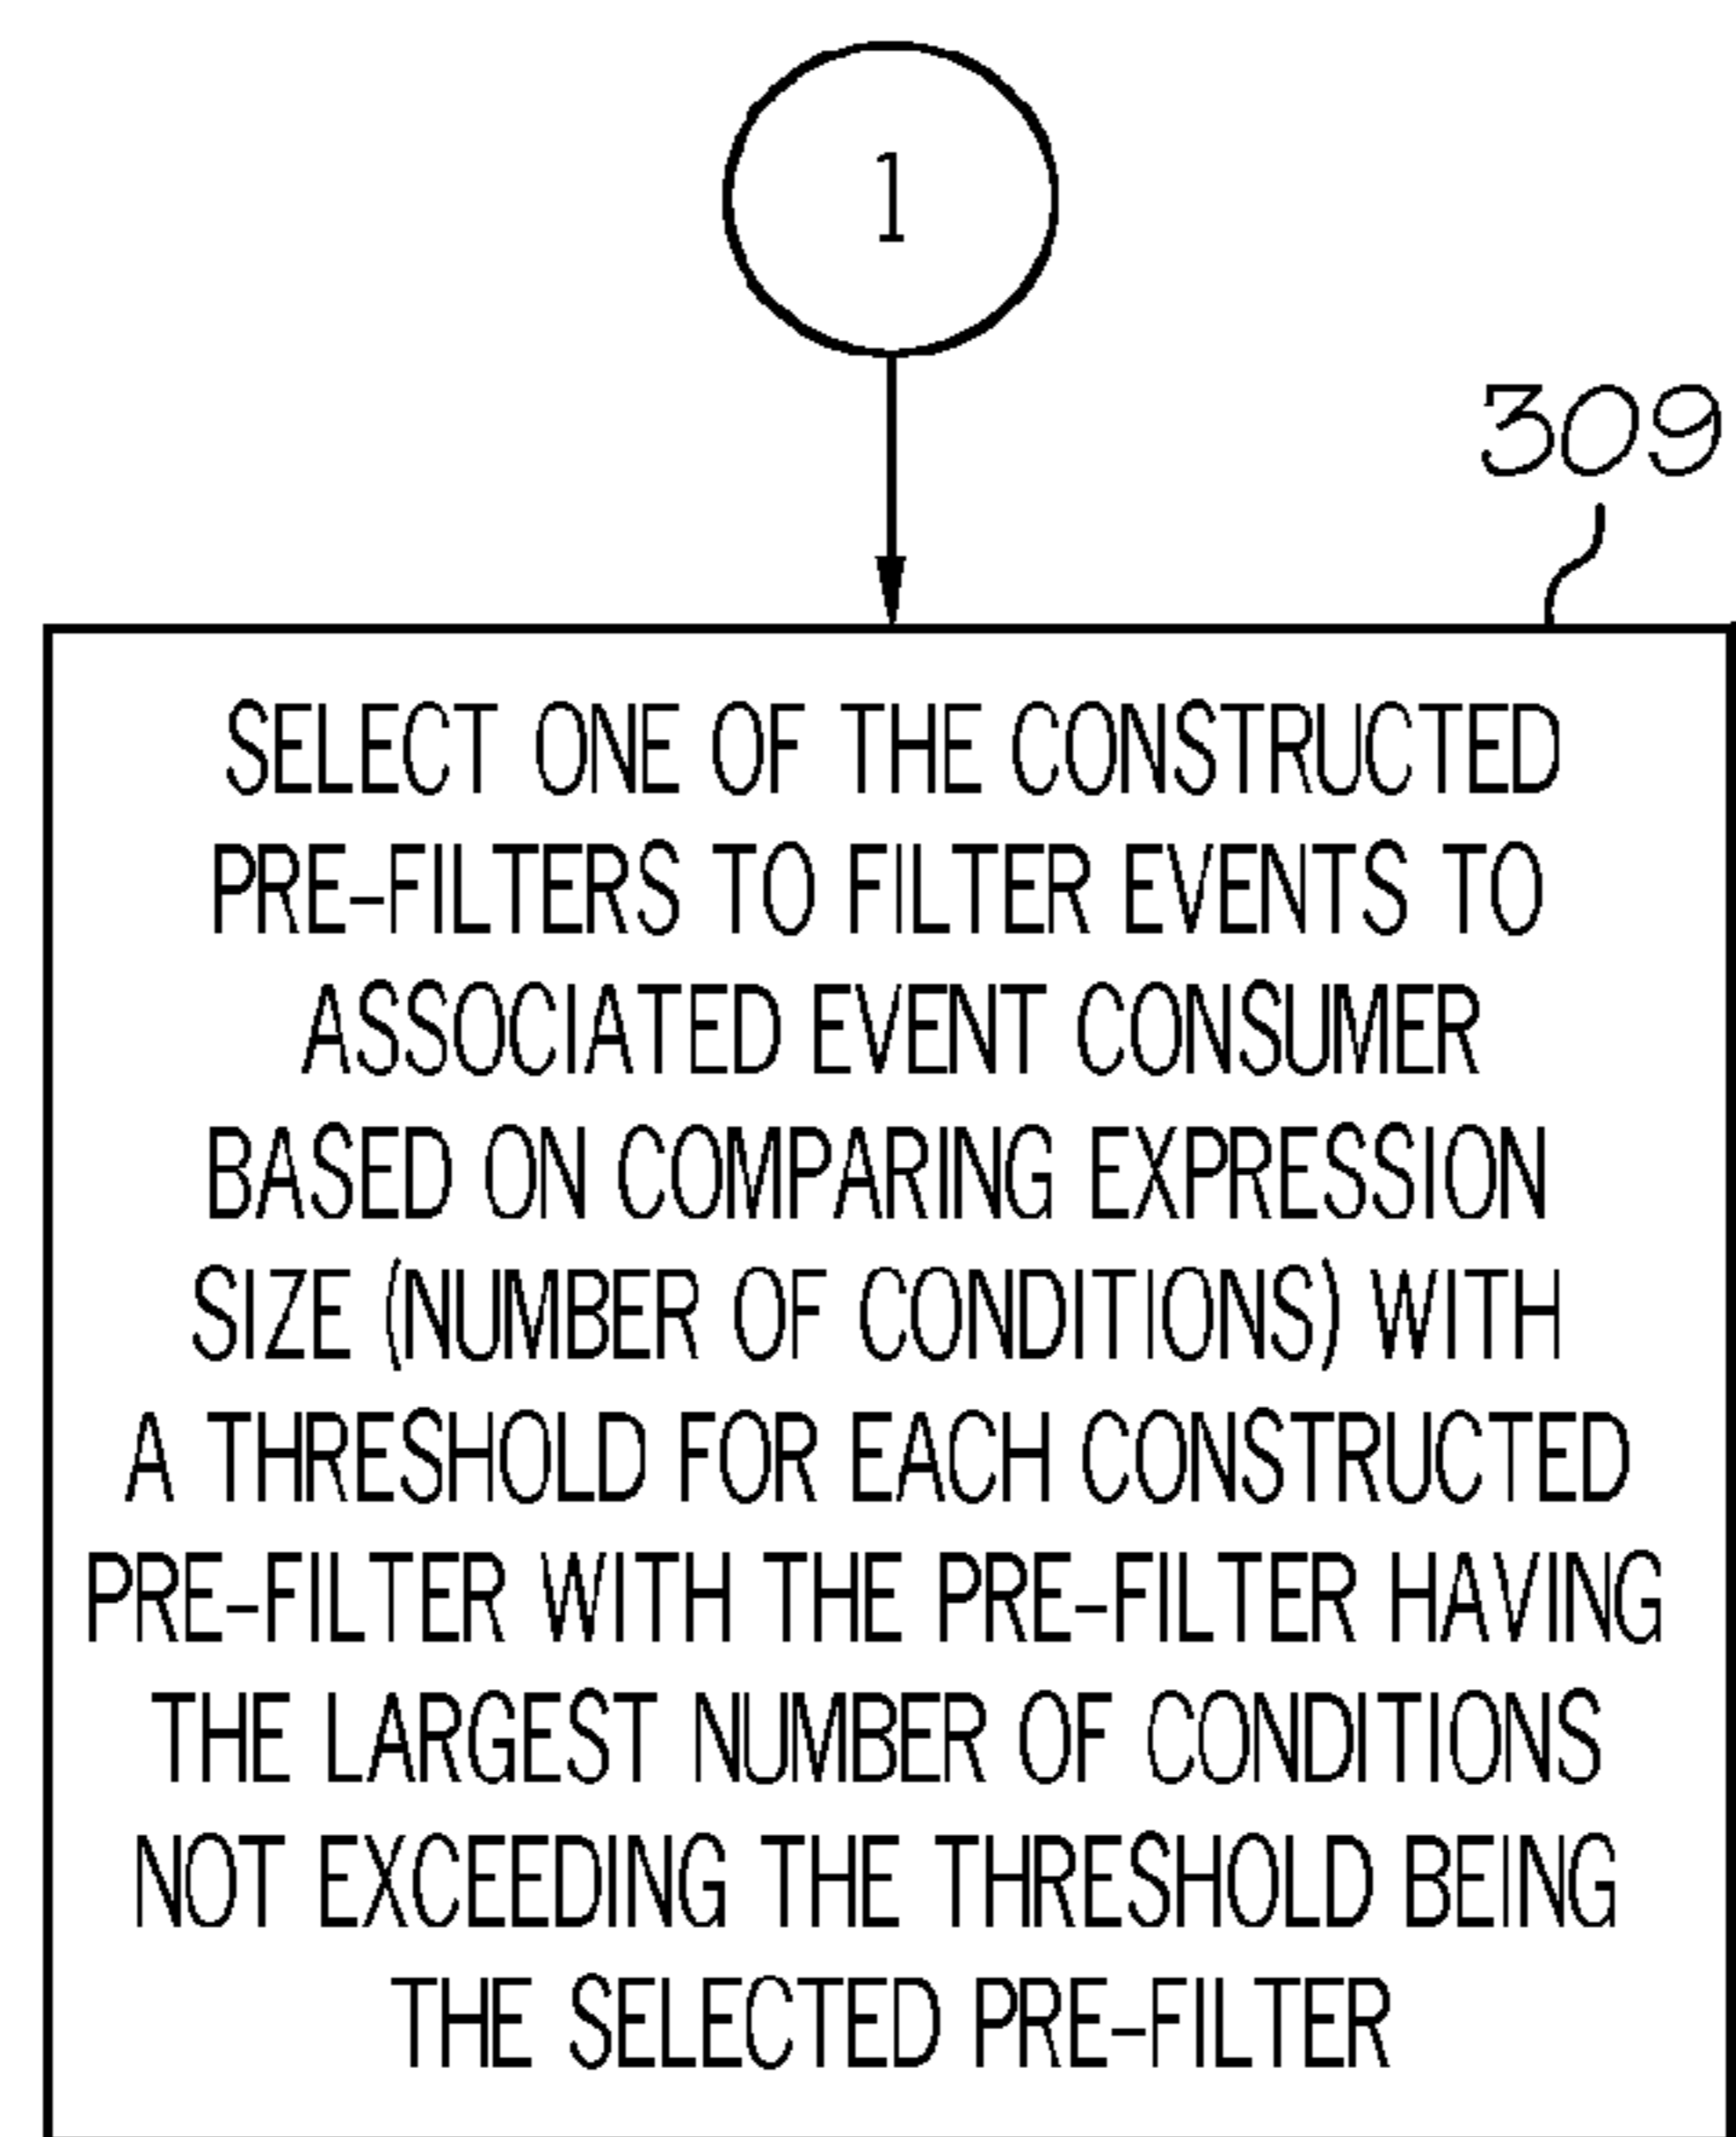 1
309
SELECT ONE OF THE CONSTRUCTED
PRE-FILTERS TO FILTER EVENTS TO
ASSOCIATED EVENT CONSUMER
BASED ON COMPARING EXPRESSION
SIZE (NUMBER OF CONDITIONS) WITH
A THRESHOLD FOR EACH CONSTRUCTED
PRE-FILTER WITH THE PRE-FILTER HAVING
THE LARGEST NUMBER OF CONDITIONS
NOT EXCEEDING THE THRESHOLD BEING
THE SELECTED PRE-FILTER